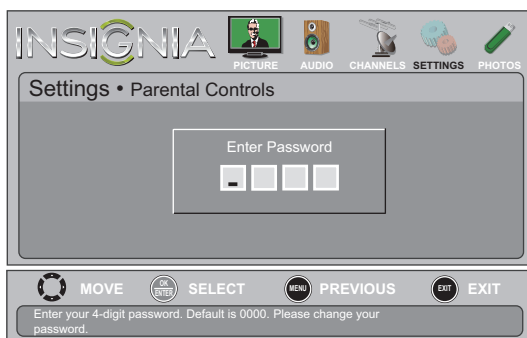 INSIGNIA
PICTURE AUDIO CHANNELS SETTINGS PHOTOS
Settings • Parental Controls
Enter Password
MOVE OK ENTER SELECT MENU PREVIOUS EXIT EXIT
Enter your 4-digit password. Default is 0000. Please change your
password.